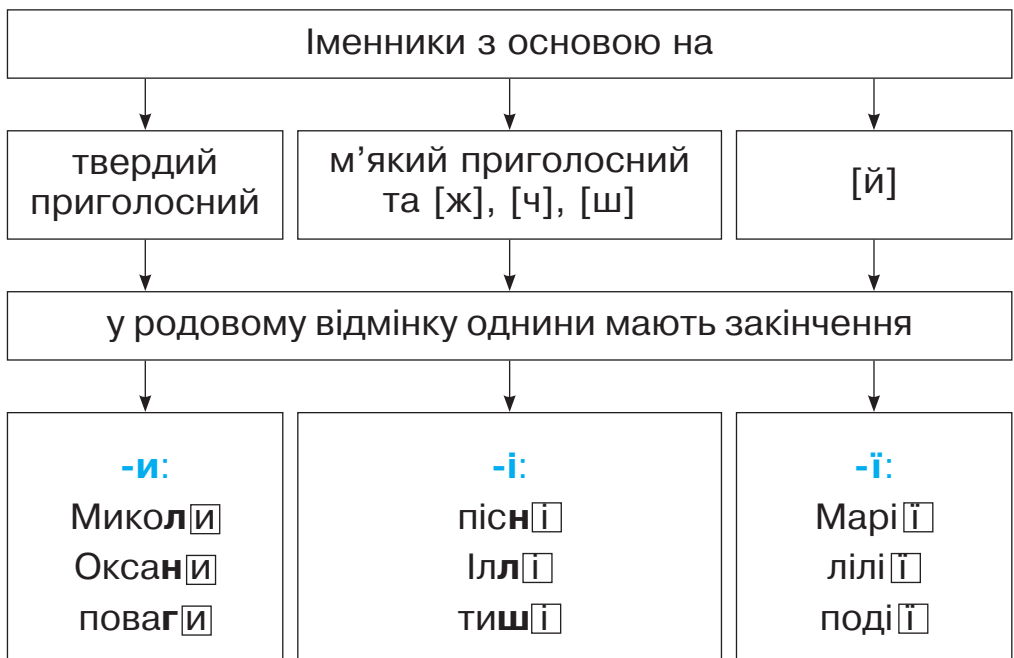 Іменники з основою на
твердий
приголосний
м’який приголосний
та [ж], [ч], [ш]
[й]
у родовому відмінку однини мають закінчення
-и:
Миколи
Оксани
поваги
-і:
пісні
Іллі
тиші
-ї:
Марії
лілії
події